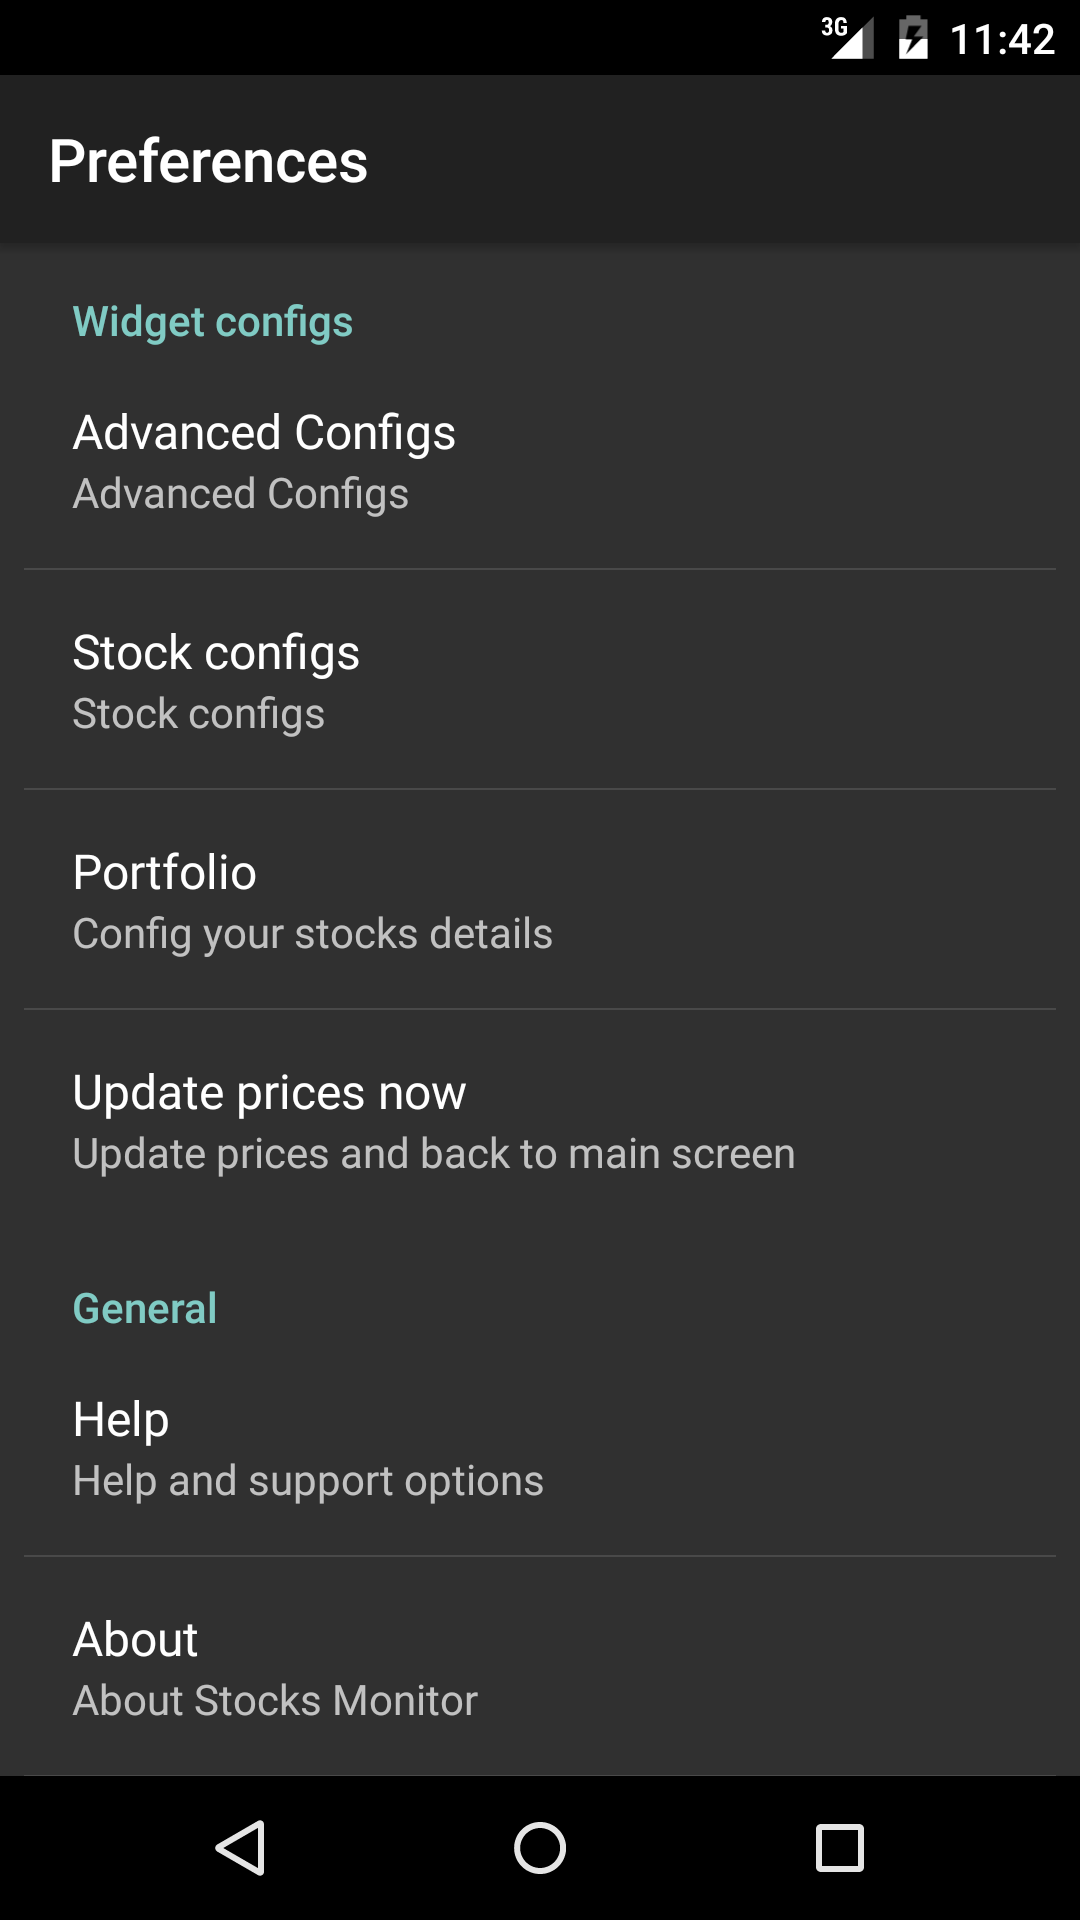 3G 11:42
Preferences
Widget configs
Advanced Configs
Advanced Configs
Stock configs
Stock configs
Portfolio
Config your stocks details
Update prices now
Update prices and back to main screen
General
Help
Help and support options
About
About Stocks Monitor